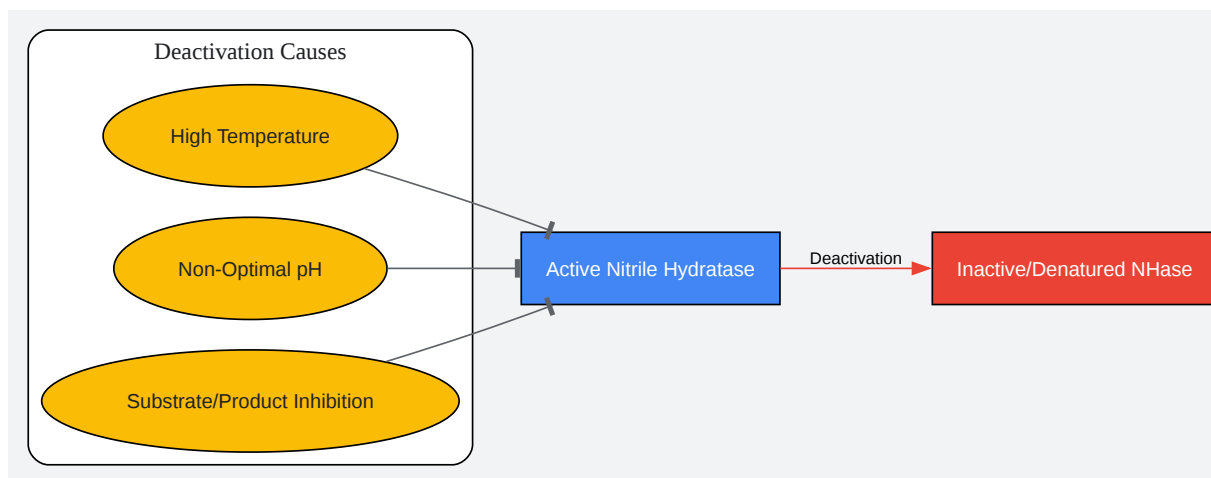 Deactivation Causes
High Temperature
Non-Optimal pH
Substrate/Product Inhibition
Active Nitrile Hydratase
Deactivation
Inactive/Denatured NHase